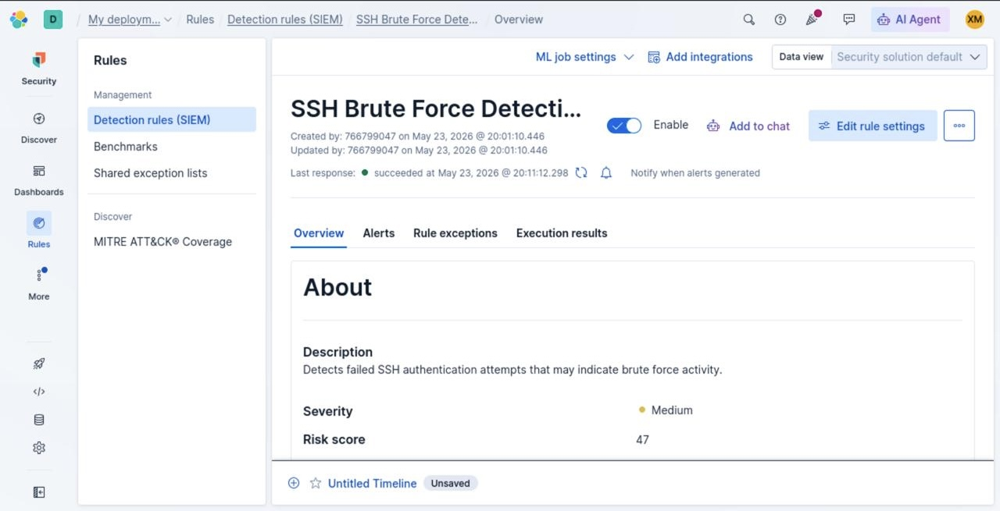 D / My deploym... / Rules / Detection rules (SIEM) / SSH Brute Force Dete... / Overview
AI Agent
XM
Security
Discover
Dashboards
Rules
More
Rules
Management
Detection rules (SIEM)
Benchmarks
Shared exception lists
Discover
MITRE ATT&CK® Coverage
ML job settings
Add integrations
Data view Security solution default
SSH Brute Force Detecti...
Created by: 766799047 on May 23, 2026 @ 20:01:10.446
Updated by: 766799047 on May 23, 2026 @ 20:01:10.446
Last response: succeeded at May 23, 2026 @ 20:11:12.298
Notify when alerts generated
Enable
Add to chat
Edit rule settings
Overview Alerts Rule exceptions Execution results
About
Description
Detects failed SSH authentication attempts that may indicate brute force activity.
Severity Medium
Risk score 47
Untitled Timeline Unsaved